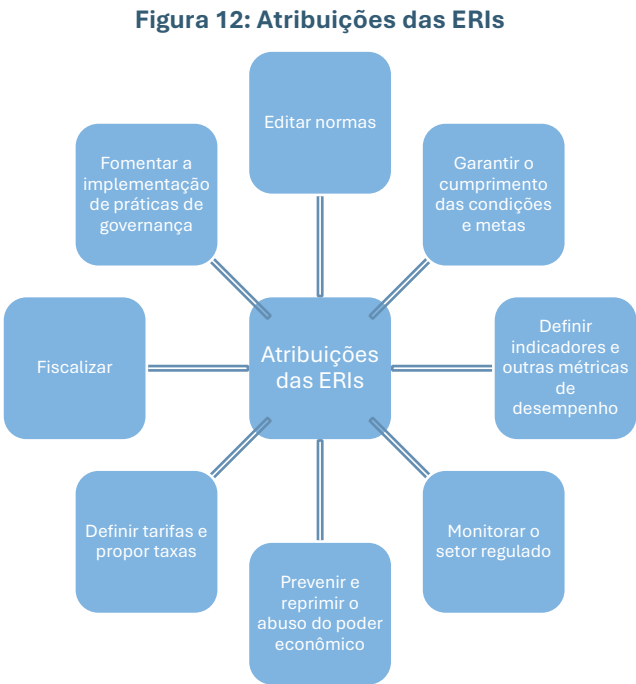 Figura 12: Atribuições das ERIs
Editar normas
Garantir o
cumprimento
das condições
e metas
Definir
indicadores e
outras métricas
de
desempenho
Monitorar o
setor regulado
Prevenir e
reprimir o
abuso do poder
econômico
Definir tarifas e
propor taxas
Fiscalizar
Fomentar a
implementação
de práticas de
governança
Atribuições
das ERIs